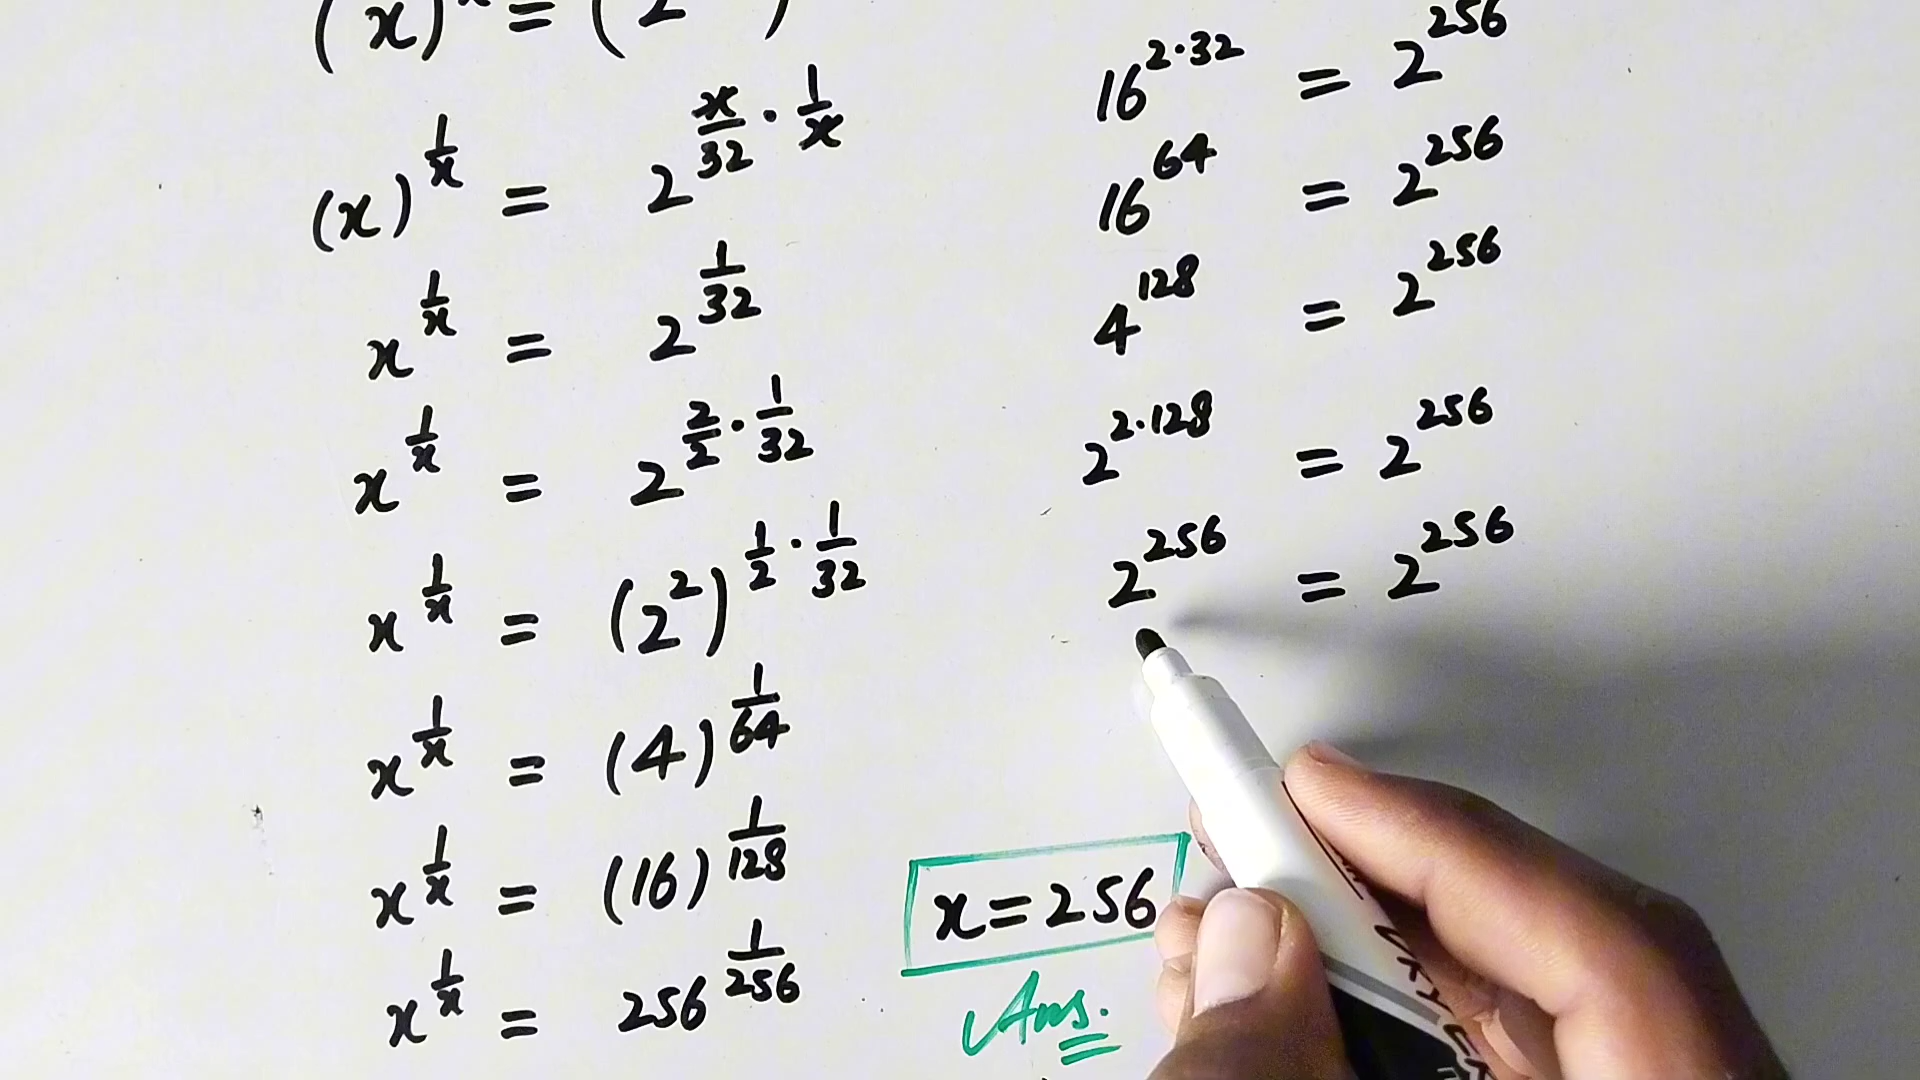 (x)^x = (2 )
(x)^(1/x) = 2^(x/32 · 1/x)
x^(1/x) = 2^(1/32)
x^(1/x) = 2^(2/2 · 1/32)
x^(1/x) = (2^2)^(1/2 · 1/32)
x^(1/x) = (4)^(1/64)
x^(1/x) = (16)^(1/128)
x^(1/x) = 256^(1/256)
16^(2·32) = 2^256
16^64 = 2^256
4^128 = 2^256
2^(2·128) = 2^256
2^256 = 2^256
x = 256
Ans.